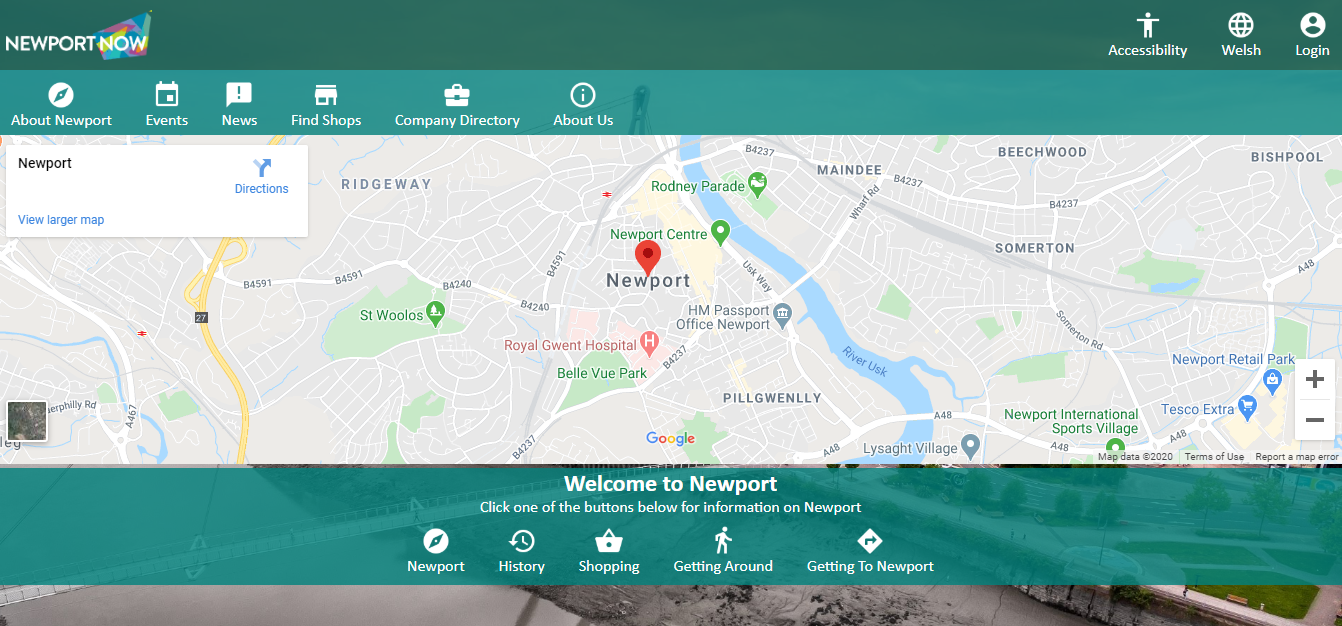 NEWPORT NOW
Accessibility
Welsh
Login
About Newport
Events
News
Find Shops
Company Directory
About Us
Newport
Directions
View larger map
RIDGEWAY
Rodney Parade
B4237
MAINDEE
BEECHWOOD
BISHPOOL
B4237
Wharf Rd
B4237
Newport Centre
SOMERTON
B4591
Usk Way
A48
Newport
B4591
B4591
B4240
B4240
27
St Woolos
HM Passport
Office Newport
Somerton Rd
Royal Gwent Hospital
H
B4237
River Usk
Newport Retail Park
Belle Vue Park
PILLGWENLLY
erphilly Rd
A467
A48
Newport International
Sports Village
Tesco Extra
A48
B4237
Google
A48
Lysaght Village
A48
leg
Map data ©2020
Terms of Use
Report a map error
Welcome to Newport
Click one of the buttons below for information on Newport
Newport
History
Shopping
Getting Around
Getting To Newport